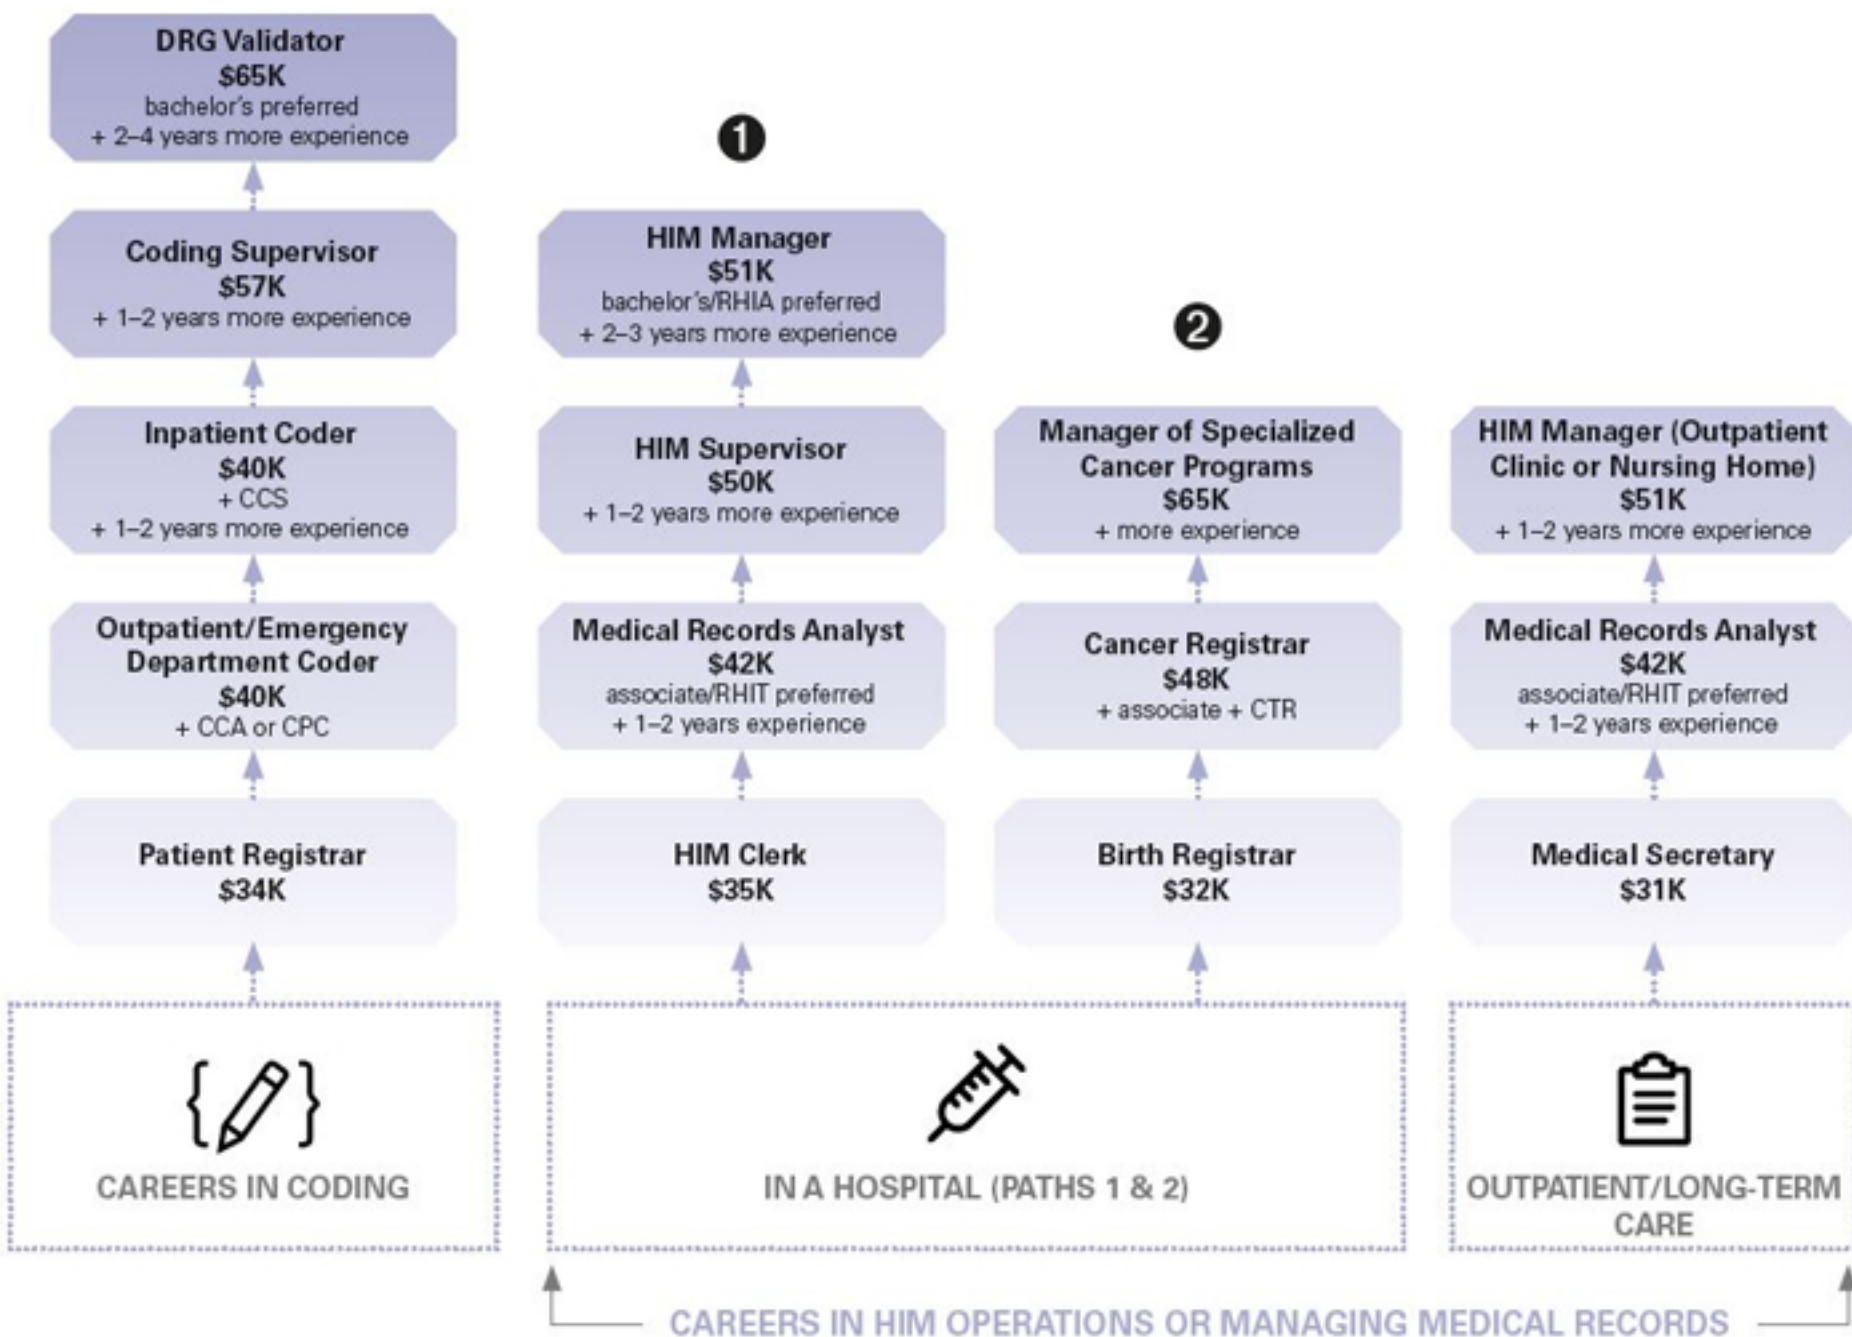 DRG Validator
$65K
bachelor's preferred
+ 2–4 years more experience
Coding Supervisor
$57K
+ 1–2 years more experience
Inpatient Coder
$40K
+ CCS
+ 1–2 years more experience
Outpatient/Emergency
Department Coder
$40K
+ CCA or CPC
Patient Registrar
$34K
CAREERS IN CODING
1
HIM Manager
$51K
bachelor's/RHIA preferred
+ 2–3 years more experience
HIM Supervisor
$50K
+ 1–2 years more experience
Medical Records Analyst
$42K
associate/RHIT preferred
+ 1–2 years experience
HIM Clerk
$35K
2
Manager of Specialized
Cancer Programs
$65K
+ more experience
Cancer Registrar
$48K
+ associate + CTR
Birth Registrar
$32K
IN A HOSPITAL (PATHS 1 & 2)
HIM Manager (Outpatient
Clinic or Nursing Home)
$51K
+ 1–2 years more experience
Medical Records Analyst
$42K
associate/RHIT preferred
+ 1–2 years experience
Medical Secretary
$31K
OUTPATIENT/LONG-TERM
CARE
CAREERS IN HIM OPERATIONS OR MANAGING MEDICAL RECORDS